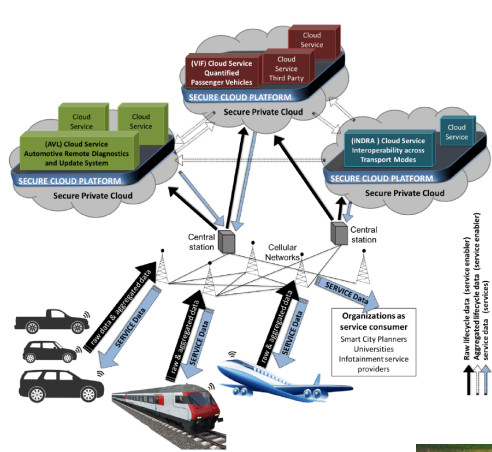 Cloud
Service
(VIF) Cloud Service
Quantified
Passenger Vehicles
Cloud
Service
Third Party
SECURE CLOUD PLATFORM
Secure Private Cloud
Cloud
Service
Cloud
Service
(AVL) Cloud Service
Automotive Remote Diagnostics
and Update System
SECURE CLOUD PLATFORM
Secure Private Cloud
Cloud
Service
(INDRA ) Cloud Service
Interoperability across
Transport Modes
SECURE CLOUD PLATFORM
Secure Private Cloud
Central
station
Cellular
Networks
Central
station
raw data & aggregated data
SERVICE Data
raw & aggregated data
SERVICE Data
raw & aggregated data
SERVICE Data
SERVICE Data
Organizations as
service consumer
Smart City Planners
Universities
Infotainment service
providers
Raw lifecycle data (service enabler)
Aggregated lifecycle data (service enabler)
service data (services)